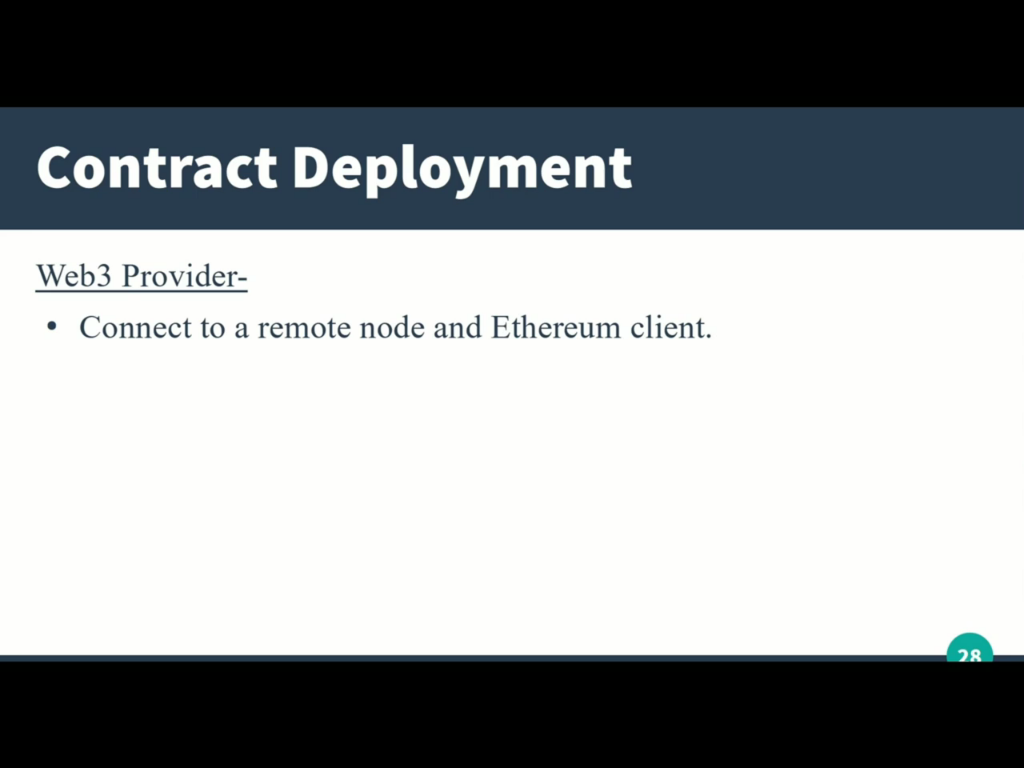 Contract Deployment
Web3 Provider-
• Connect to a remote node and Ethereum client.
28